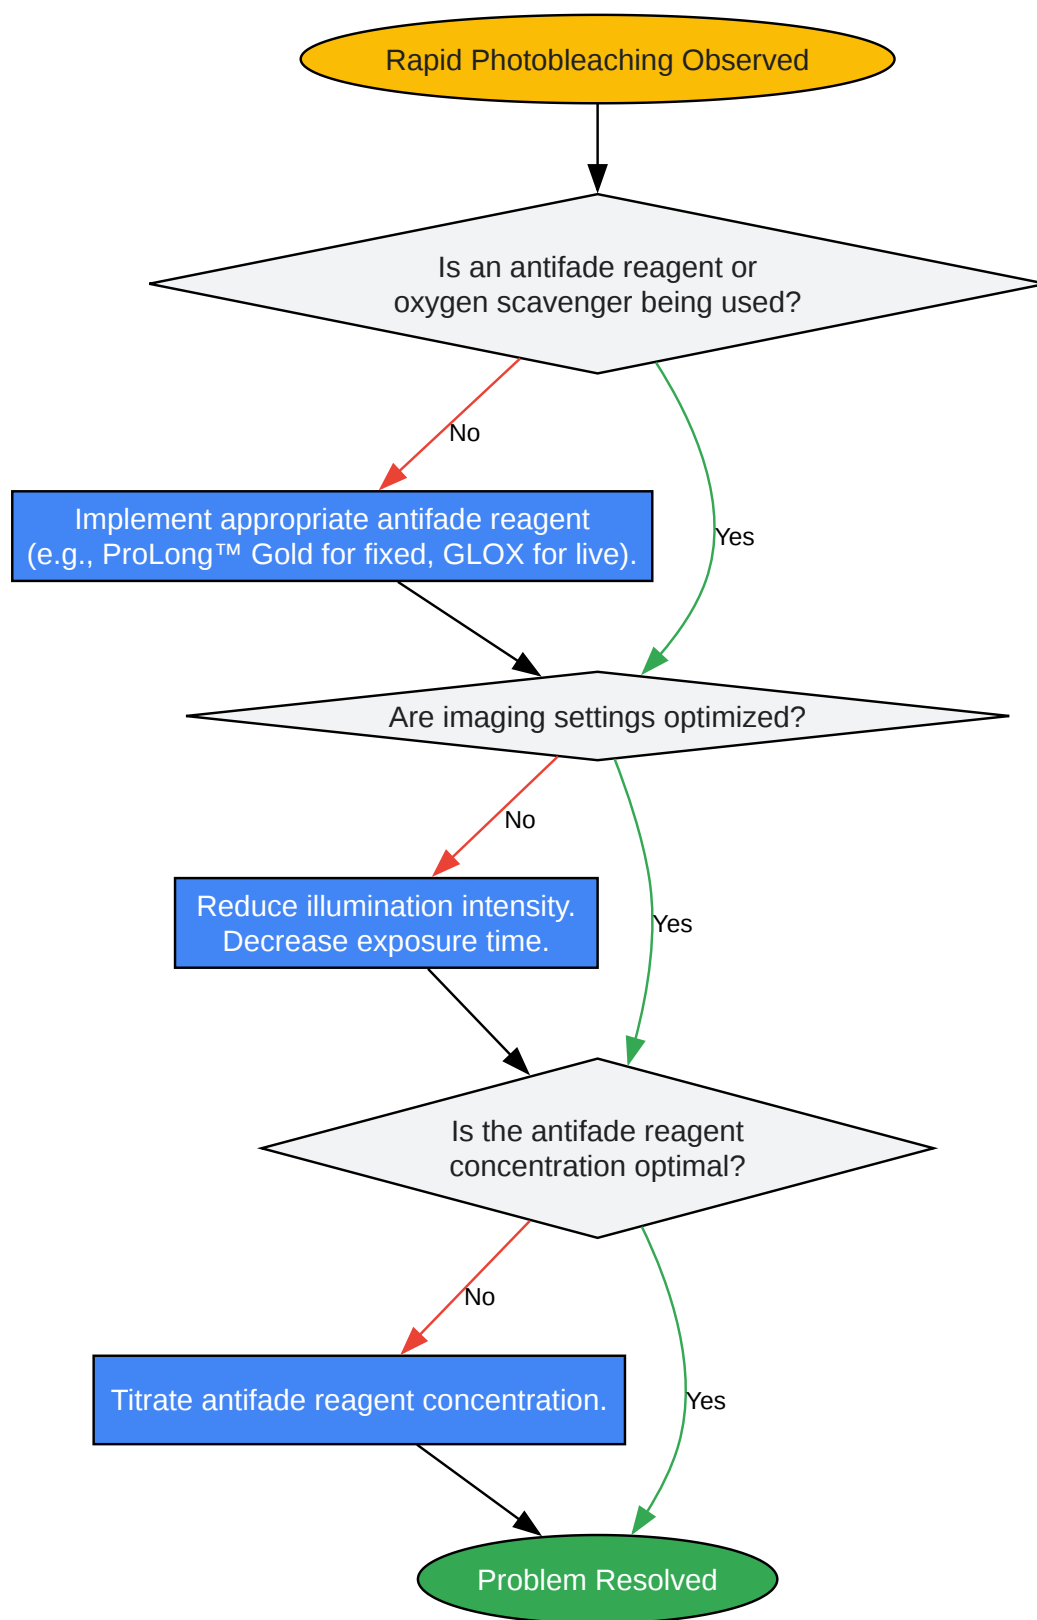 Rapid Photobleaching Observed
Is an antifade reagent or
oxygen scavenger being used?
No
Implement appropriate antifade reagent
(e.g., ProLong™ Gold for fixed, GLOX for live).
Yes
Are imaging settings optimized?
No
Reduce illumination intensity.
Decrease exposure time.
Yes
Is the antifade reagent
concentration optimal?
No
Titrate antifade reagent concentration.
Yes
Problem Resolved